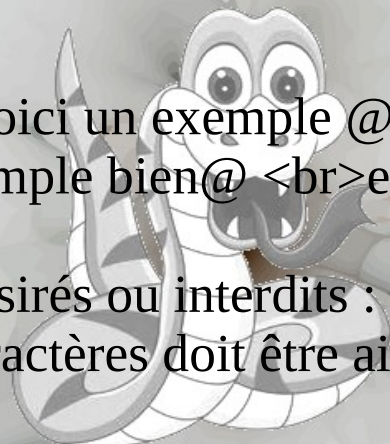 oici un exemple @
mple bien@ <br>e
sirés ou interdits :
actères doit être ai